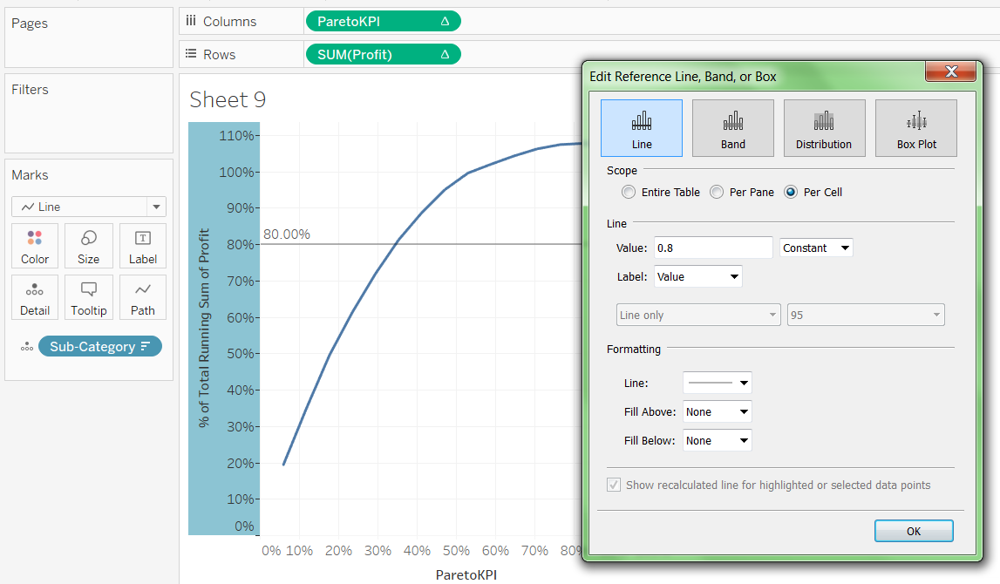 Pages
Columns
ParetoKPI Δ
Rows
SUM(Profit) Δ
Filters
Marks
Line
Color
Size
Label
Detail
Tooltip
Path
Sub-Category
Sheet 9
% of Total Running Sum of Profit
110%
100%
90%
80%
70%
60%
50%
40%
30%
20%
10%
0%
80.00%
0% 10% 20% 30% 40% 50% 60% 70%
ParetoKPI
Edit Reference Line, Band, or Box
Line
Band
Distribution
Box Plot
Scope
Entire Table
Per Pane
Per Cell
Line
Value: 0.8 Constant
Label: Value
Line only 95
Formatting
Line:
Fill Above: None
Fill Below: None
Show recalculated line for highlighted or selected data points
OK